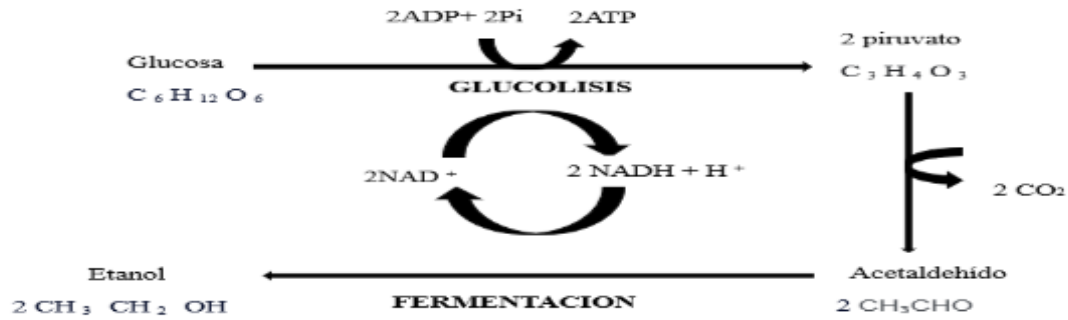 2ADP+ 2Pi 2ATP
Glucosa
C ₆ H ₁₂ O ₆
GLUCOLISIS
2 piruvato
C ₃ H ₄ O ₃
2NAD ⁺
2 NADH + H ⁺
2 CO₂
Etanol
2 CH ₃ CH ₂ OH
FERMENTACION
Acetaldehído
2 CH₃CHO